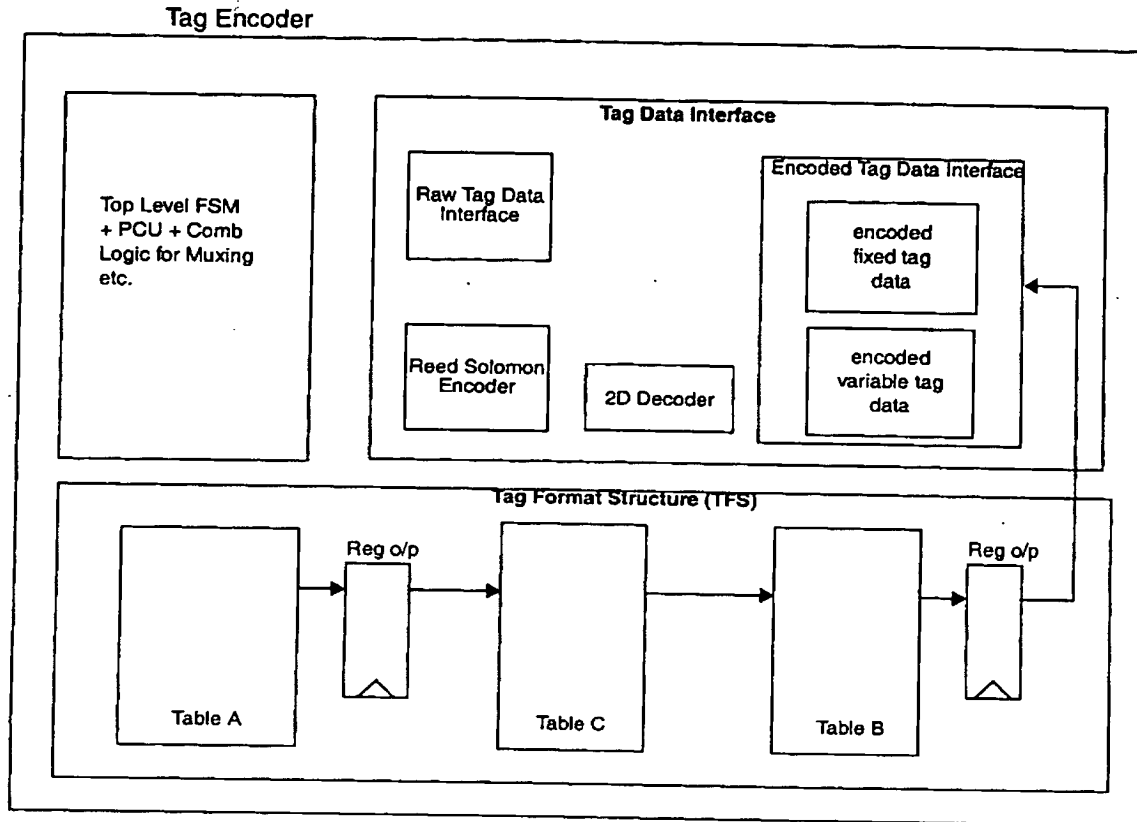 Tag Encoder
Top Level FSM
+ PCU + Comb
Logic for Muxing
etc.
Tag Data Interface
Raw Tag Data
Interface
Reed Solomon
Encoder
2D Decoder
Encoded Tag Data Interface
encoded
fixed tag
data
encoded
variable tag
data
Tag Format Structure (TFS)
Table A
Reg o/p
Table C
Table B
Reg o/p